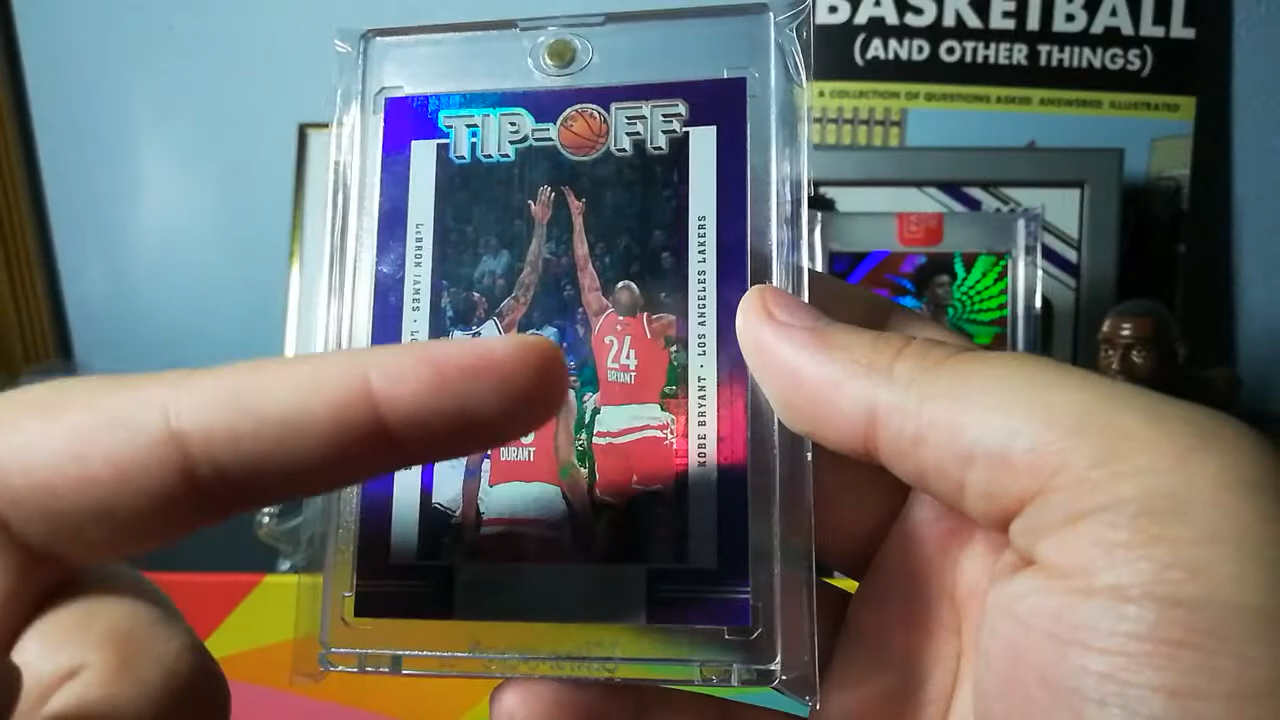 BASKETBALL
(AND OTHER THINGS)
A COLLECTION OF QUESTIONS ASKED, ANSWERED, ILLUSTRATED
TIP-OFF
LEBRON JAMES •
KOBE BRYANT • LOS ANGELES LAKERS
24
BRYANT
DURANT